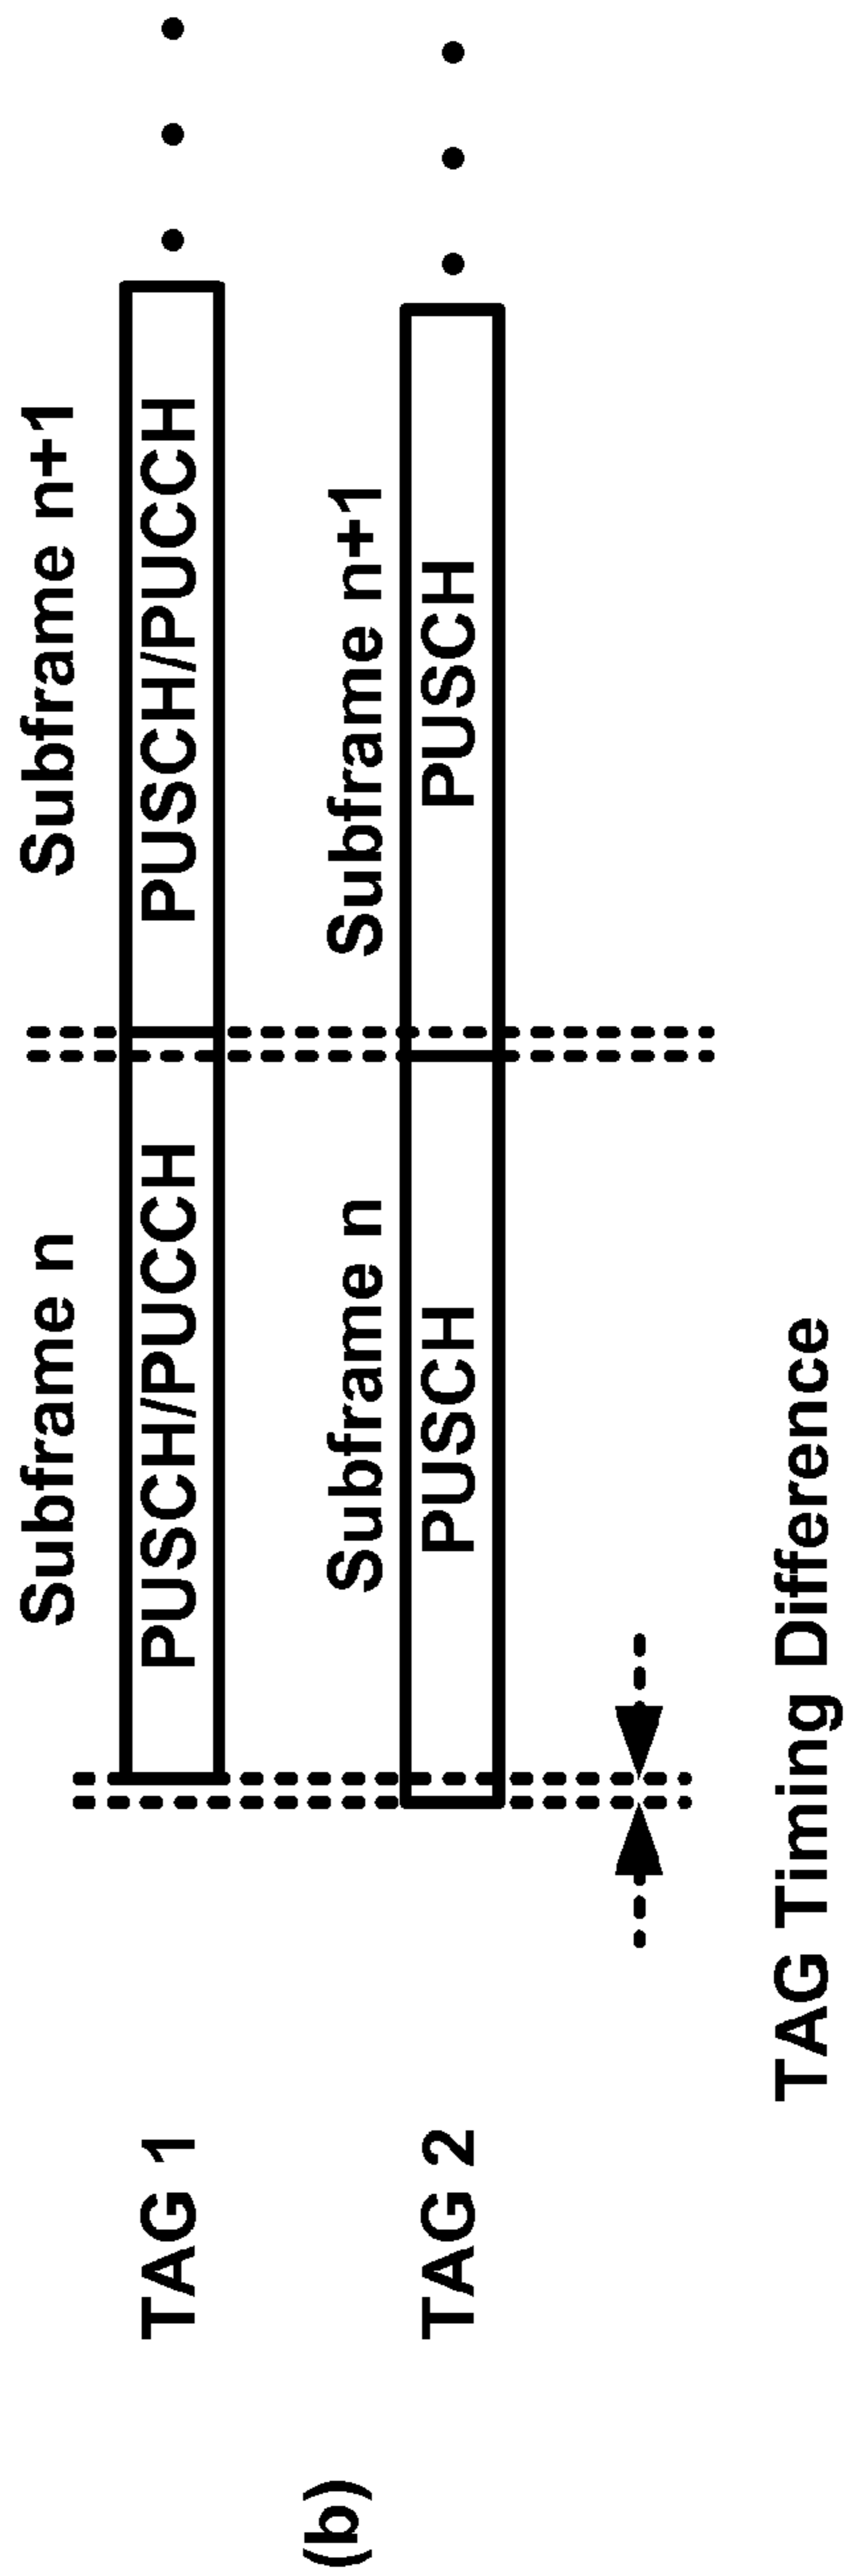 Subframe n
Subframe n+1
TAG 1
PUSCH/PUCCH
PUSCH/PUCCH
Subframe n
Subframe n+1
(b)
TAG 2
PUSCH
PUSCH
TAG Timing Difference